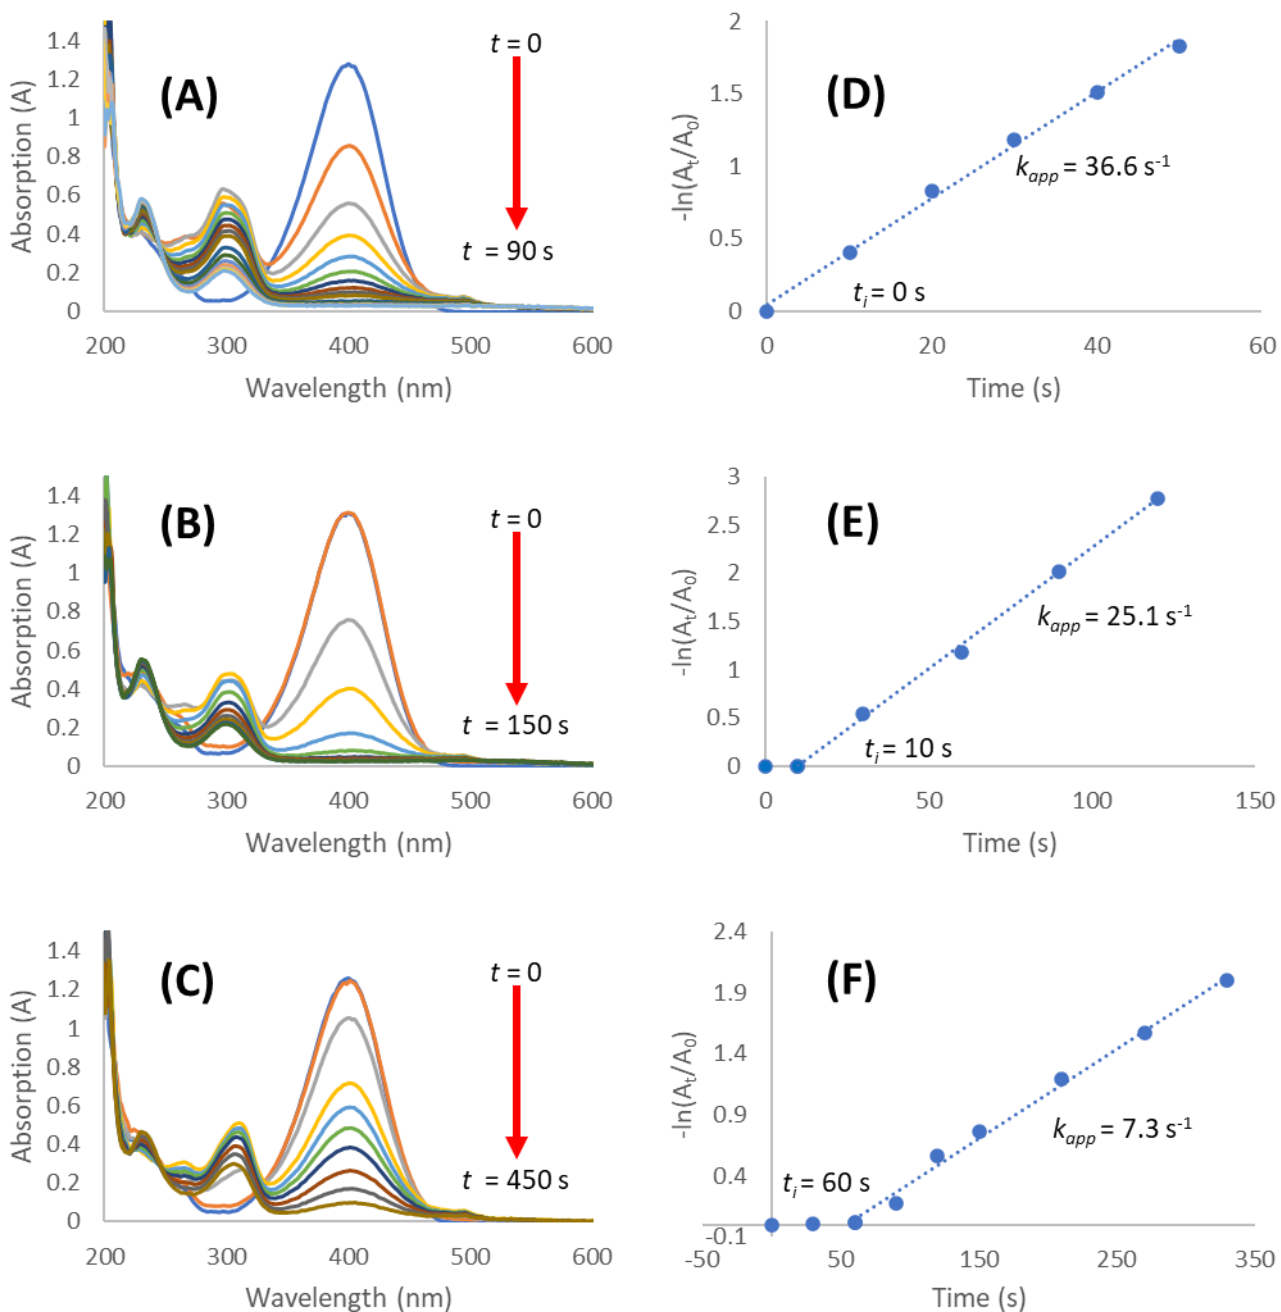 (A)
t = 0
t = 90 s
Absorption (A)
1.4
1.2
1
0.8
0.6
0.4
0.2
0
200 300 400 500 600
Wavelength (nm)
(D)
-ln(Aₜ/A₀)
2
1.5
1
0.5
0
k_app = 36.6 s⁻¹
tᵢ = 0 s
0 20 40 60
Time (s)
(B)
t = 0
t = 150 s
Absorption (A)
1.4
1.2
1
0.8
0.6
0.4
0.2
0
200 300 400 500 600
Wavelength (nm)
(E)
-ln(Aₜ/A₀)
3
2.5
2
1.5
1
0.5
0
k_app = 25.1 s⁻¹
tᵢ = 10 s
0 50 100 150
Time (s)
(C)
t = 0
t = 450 s
Absorption (A)
1.4
1.2
1
0.8
0.6
0.4
0.2
0
200 300 400 500 600
Wavelength (nm)
(F)
-ln(Aₜ/A₀)
2.4
1.9
1.4
0.9
0.4
-0.1
k_app = 7.3 s⁻¹
tᵢ = 60 s
-50 50 150 250 350
Time (s)